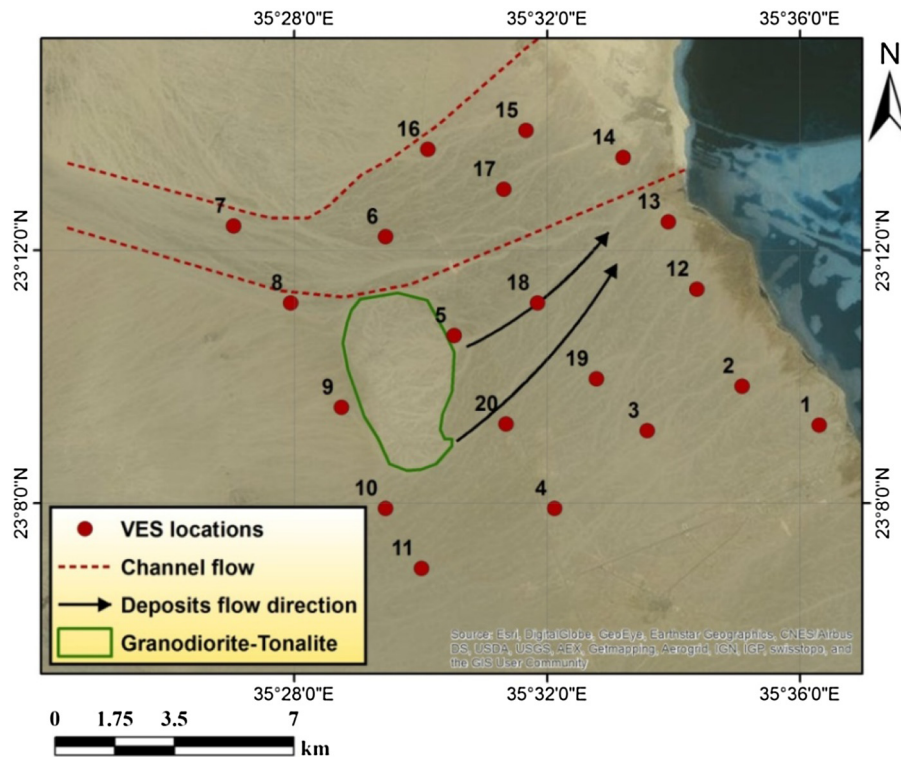 35°28'0"E 35°32'0"E 35°36'0"E
N
15
16
14
17
7
6
13
23°12'0"N
23°12'0"N
12
8
18
5
19
2
9
20
3
1
10
4
23°8'0"N
23°8'0"N
11
VES locations
Channel flow
Deposits flow direction
Granodiorite-Tonalite
Source: Esri, DigitalGlobe, GeoEye, Earthstar Geographics, CNES/Airbus
DS, USDA, USGS, AEX, Getmapping, Aerogrid, IGN, IGP, swisstopo, and
the GIS User Community
35°28'0"E 35°32'0"E 35°36'0"E
0 1.75 3.5 7
km